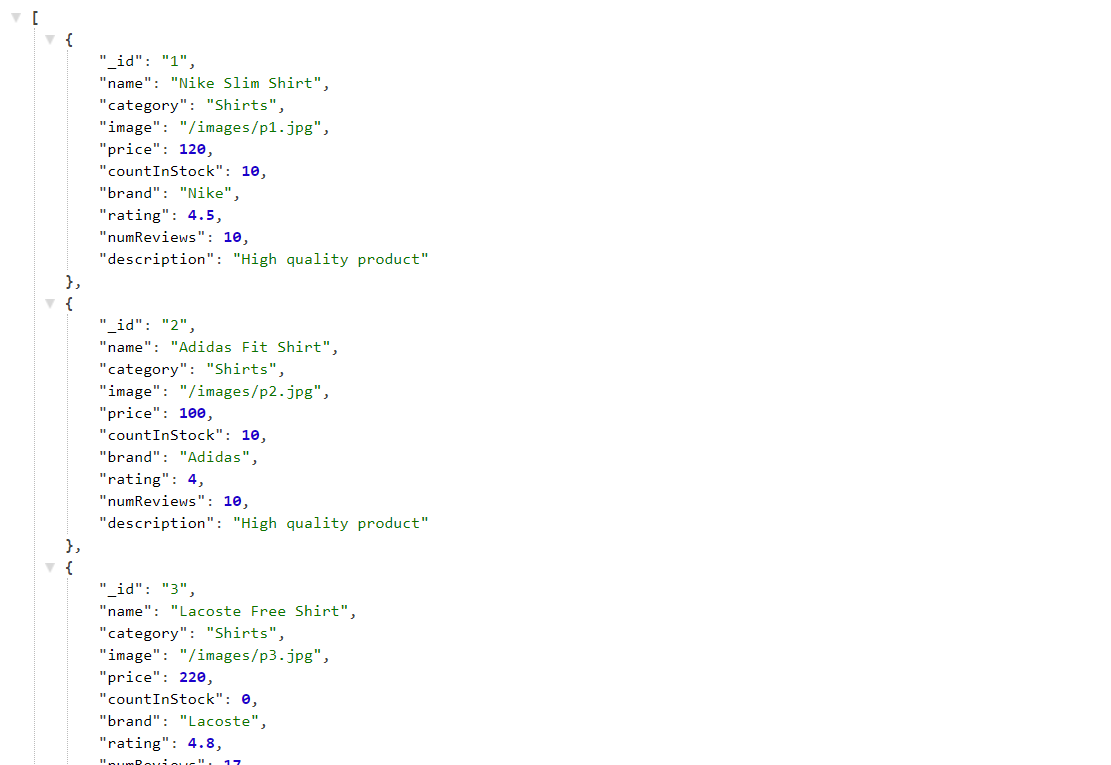 [
{
"_id": "1",
"name": "Nike Slim Shirt",
"category": "Shirts",
"image": "/images/p1.jpg",
"price": 120,
"countInStock": 10,
"brand": "Nike",
"rating": 4.5,
"numReviews": 10,
"description": "High quality product"
},
{
"_id": "2",
"name": "Adidas Fit Shirt",
"category": "Shirts",
"image": "/images/p2.jpg",
"price": 100,
"countInStock": 10,
"brand": "Adidas",
"rating": 4,
"numReviews": 10,
"description": "High quality product"
},
{
"_id": "3",
"name": "Lacoste Free Shirt",
"category": "Shirts",
"image": "/images/p3.jpg",
"price": 220,
"countInStock": 0,
"brand": "Lacoste",
"rating": 4.8,
"numReviews": 17